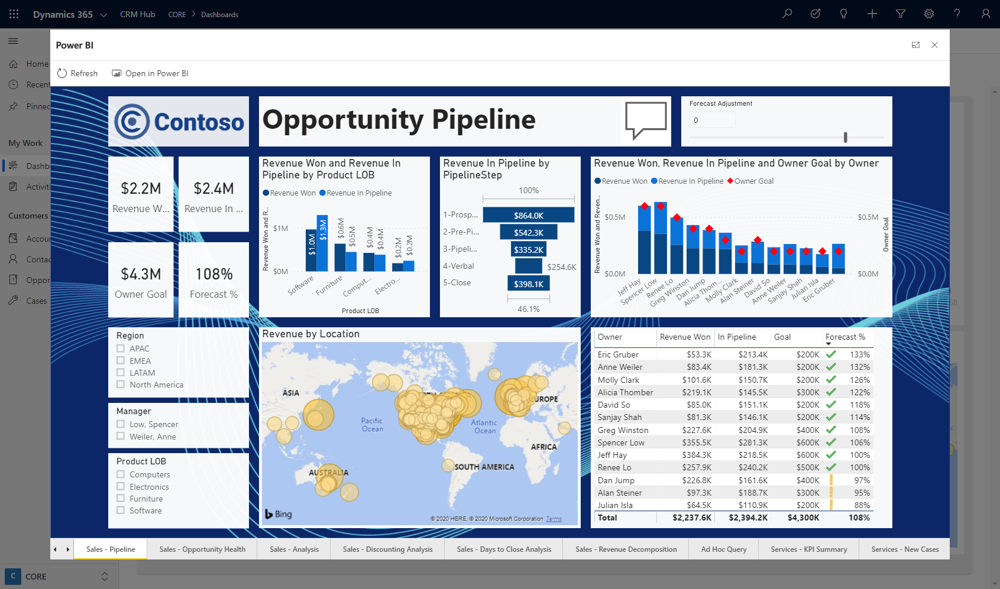 Dynamics 365
CRM Hub
CORE > Dashboards
Power BI
Refresh
Open in Power BI
Home
Recent
Pinned
My Work
Dashb
Activiti
Customers
Accou
Contac
Oppor
Cases
C CORE
Contoso
Opportunity Pipeline
Forecast Adjustment
0
$2.2M
Revenue W...
$2.4M
Revenue In ...
$4.3M
Owner Goal
108%
Forecast %
Revenue Won and Revenue In
Pipeline by Product LOB
Revenue Won Revenue In Pipeline
Revenue Won and R...
$1M
$0M
$1.0M
$1.3M
$0.6M
$0.5M
$0.4M
$0.4M
$0.2M
$0.2M
Software
Furniture
Comput...
Electro...
Product LOB
Revenue In Pipeline by
PipelineStep
100%
1-Prosp... $864.0K
2-Pre-Pi... $542.3K
3-Pipeli... $335.2K
4-Verbal $254.6K
5-Close $398.1K
46.1%
Revenue Won, Revenue In Pipeline and Owner Goal by Owner
Revenue Won Revenue In Pipeline Owner Goal
Revenue Won and Reven...
$0.5M
$0.0M
$0.5M
$0.0M
Owner Goal
Jeff Hay
Spencer Low
Renee Lo
Greg Winston
Dan Jump
Alicia Thom...
Molly Clark
Alan Steiner
David So
Anne Weiler
Sanjay Shah
Julian Isla
Eric Gruber
Region
APAC
EMEA
LATAM
North America
Manager
Low, Spencer
Weiler, Anne
Product LOB
Computers
Electronics
Furniture
Software
Revenue by Location
ASIA
EUROPE
Pacific
Ocean
Atlantic
Ocean
AFRICA
SOUTH AMERICA
AUSTRALIA
Bing
© 2020 HERE, © 2020 Microsoft Corporation Terms
Owner Revenue Won In Pipeline Goal Forecast %
Eric Gruber $53.3K $213.4K $200K 133%
Anne Weiler $83.4K $181.3K $200K 132%
Molly Clark $101.6K $150.7K $200K 126%
Alicia Thomber $219.1K $145.5K $300K 122%
David So $85.0K $151.1K $200K 118%
Sanjay Shah $81.3K $146.1K $200K 114%
Greg Winston $227.6K $204.9K $400K 108%
Spencer Low $355.5K $281.3K $600K 106%
Jeff Hay $384.3K $218.5K $600K 100%
Renee Lo $257.9K $240.2K $500K 100%
Dan Jump $226.8K $161.6K $400K 97%
Alan Steiner $97.3K $188.7K $300K 95%
Julian Isla $64.5K $110.9K $200K 88%
Total $2,237.6K $2,394.2K $4,300K 108%
Sales - Pipeline
Sales - Opportunity Health
Sales - Analysis
Sales - Discounting Analysis
Sales - Days to Close Analysis
Sales - Revenue Decomposition
Ad Hoc Query
Services - KPI Summary
Services - New Cases